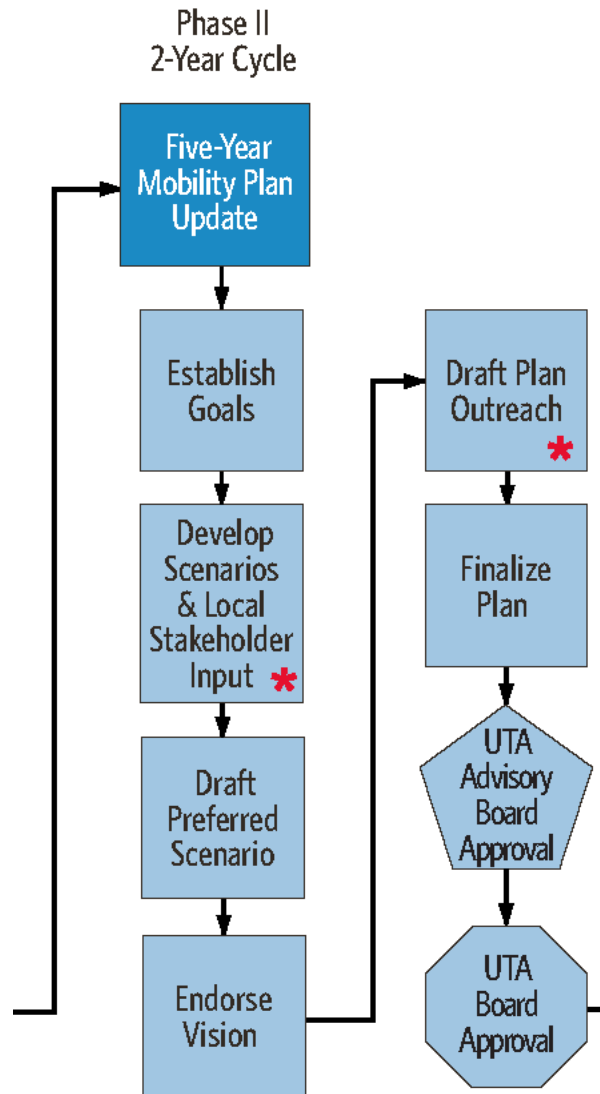 Phase II
2-Year Cycle
Five-Year
Mobility Plan
Update
Establish
Goals
Develop
Scenarios
& Local
Stakeholder
Input *
Draft
Preferred
Scenario
Endorse
Vision
Draft Plan
Outreach
*
Finalize
Plan
UTA
Advisory
Board
Approval
UTA
Board
Approval